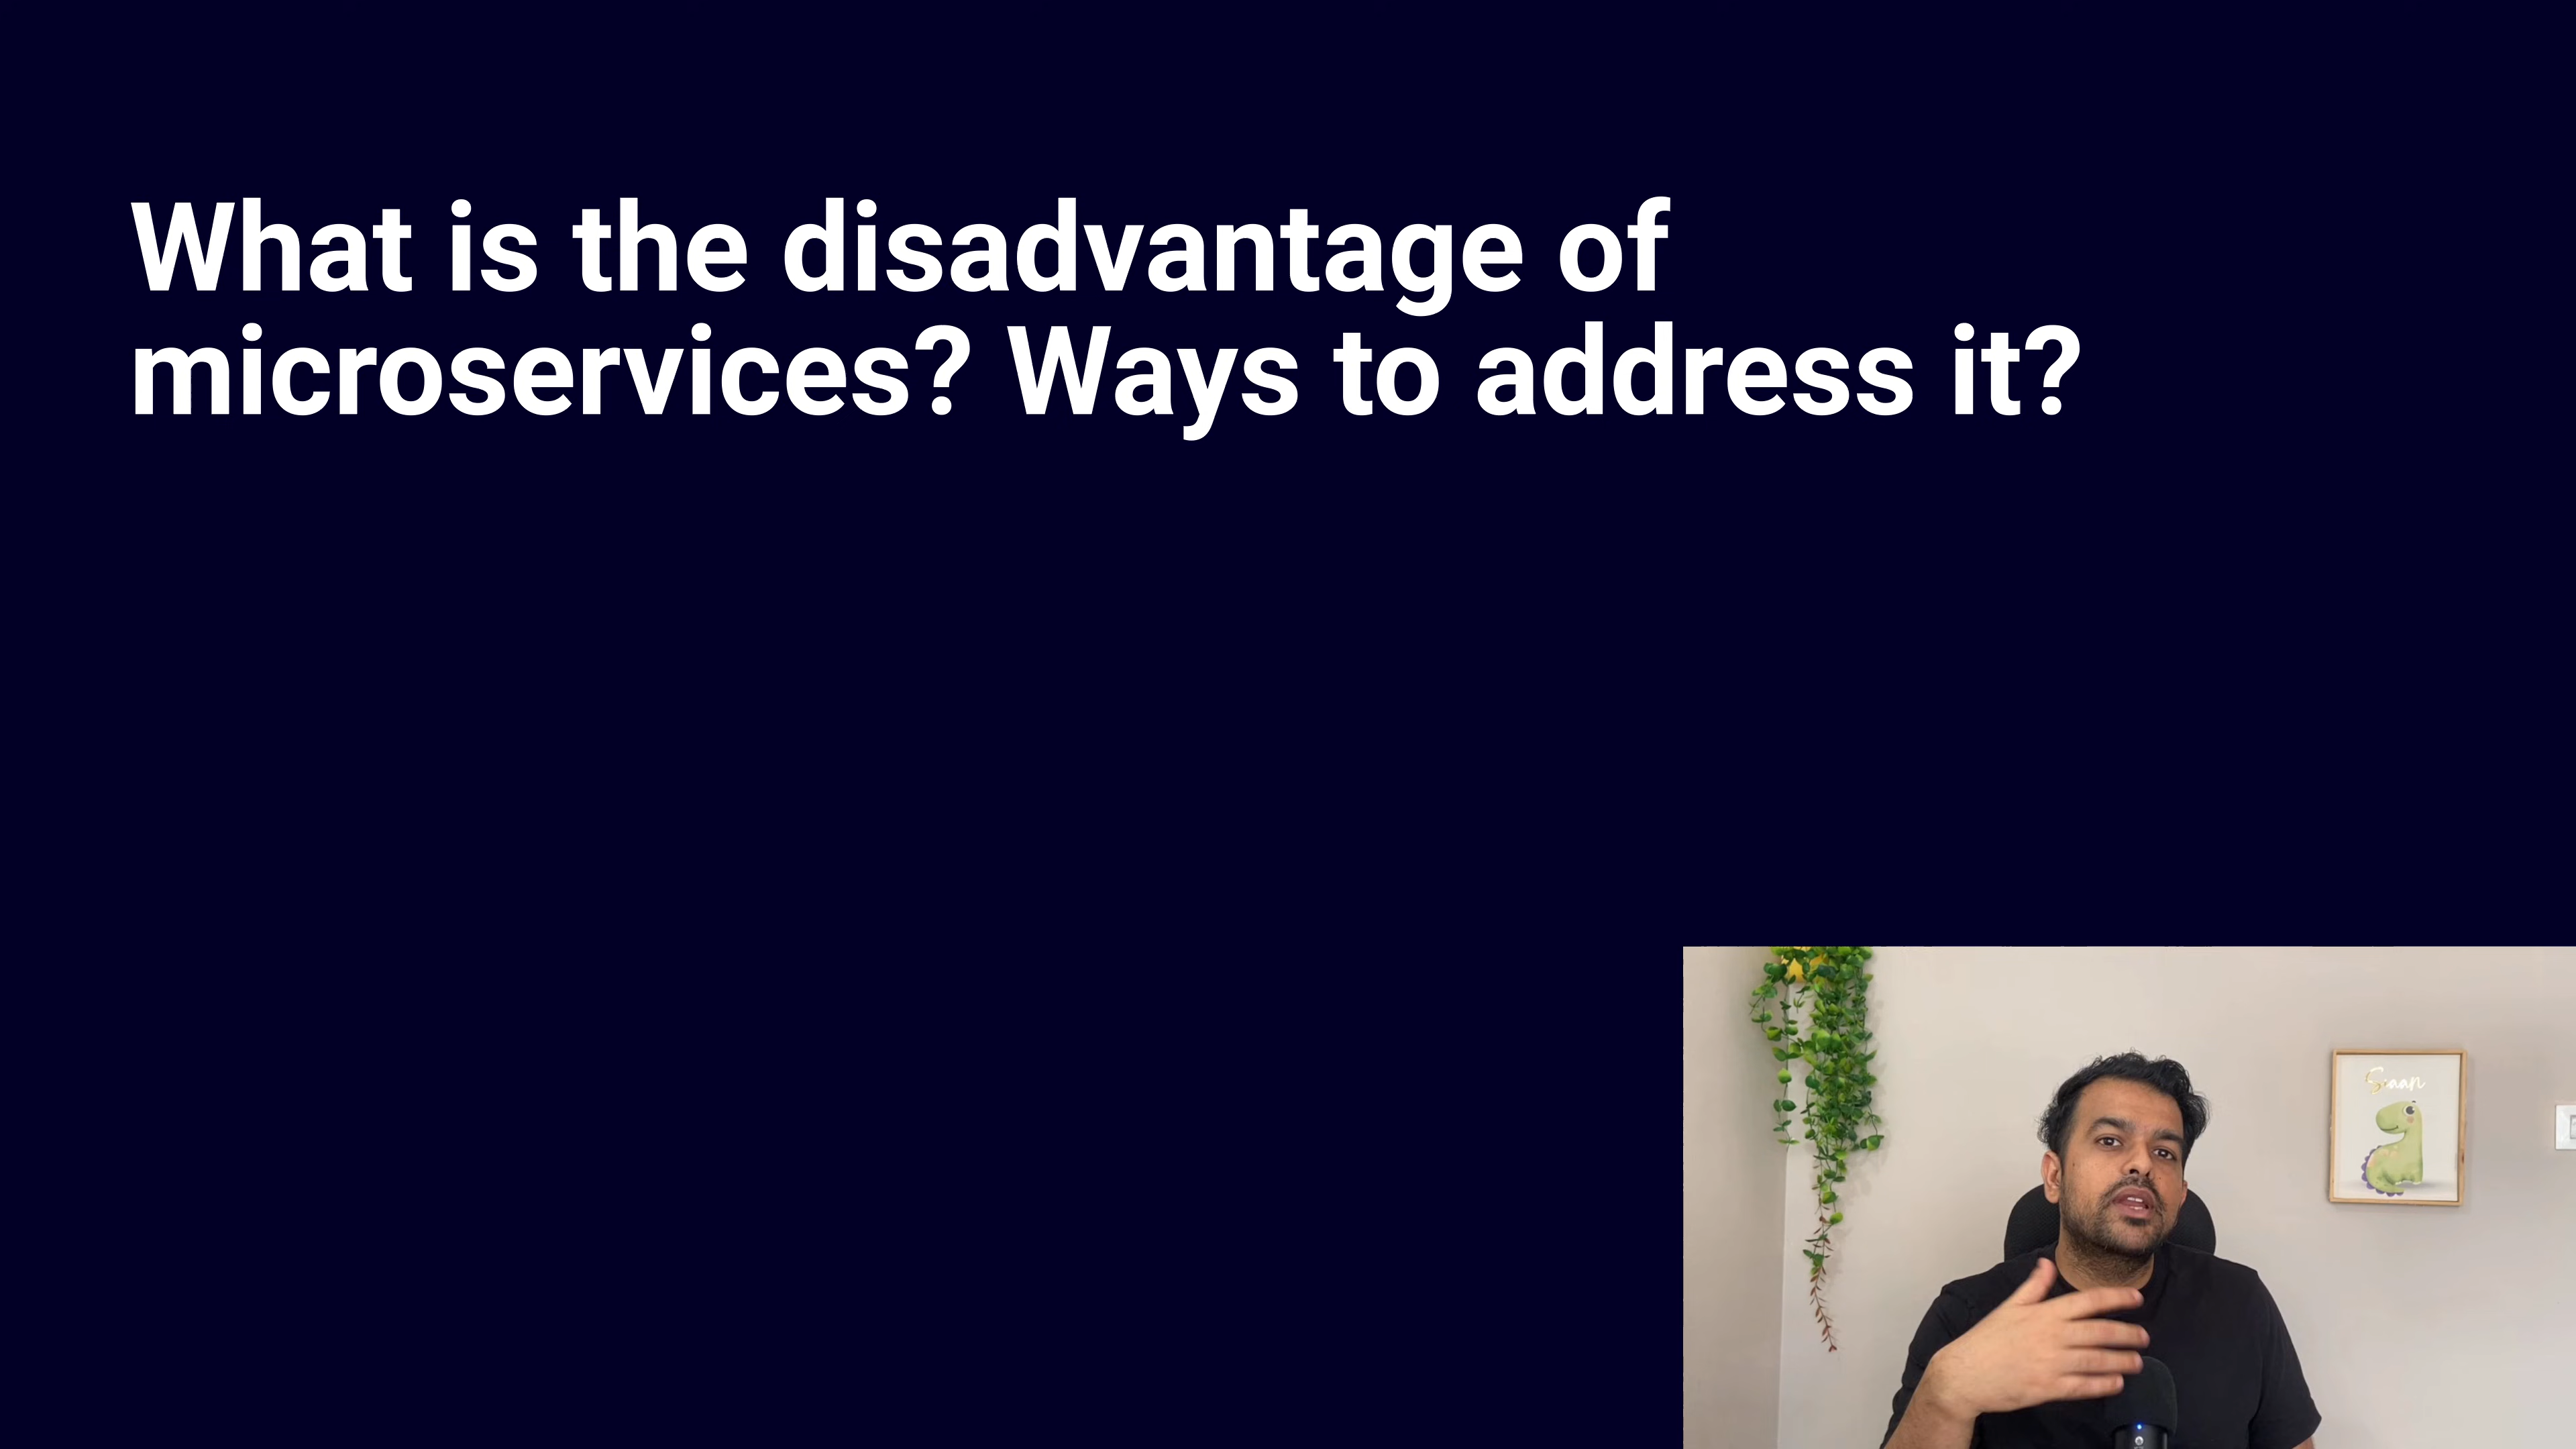 What is the disadvantage of
microservices? Ways to address it?